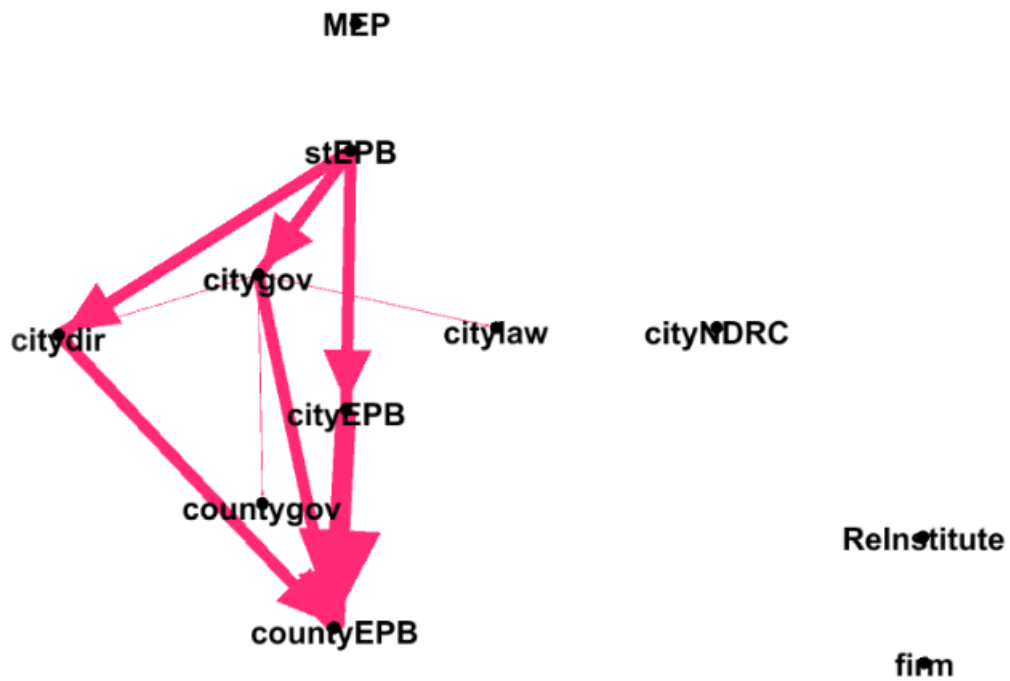 MEP
stEPB
citygov
citydir
citylaw
cityNDRC
cityEPB
countygov
ReInstitute
countyEPB
firm